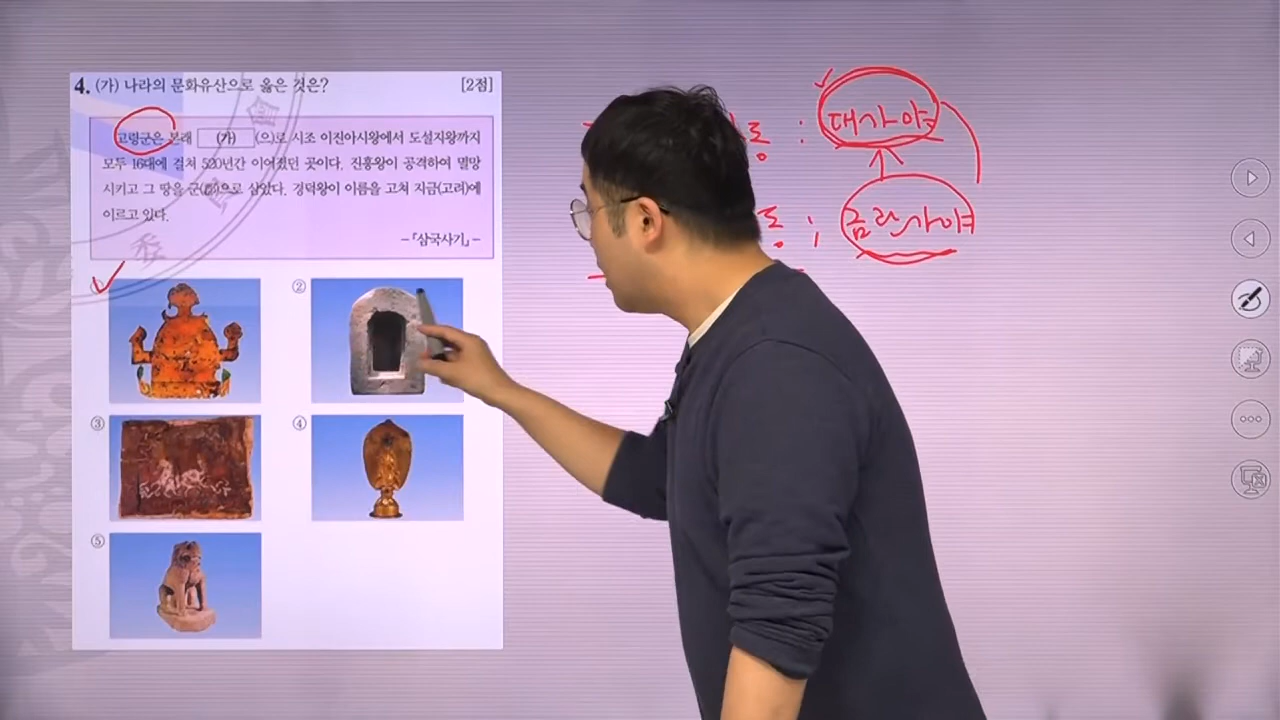 4. (가) 나라의 문화유산으로 옳은 것은? [2점]
고령군은 본래 (가) (으)로 시조 이진아시왕에서 도설지왕까지
모두 16대에 걸쳐 520년간 이어졌던 곳이다. 진흥왕이 공격하여 멸망
시키고 그 땅을 군(郡)으로 삼았다. 경덕왕이 이름을 고쳐 지금(고려)에
이르고 있다.
-『삼국사기』-
②
③
④
⑤
동 : 대가야
동 ; 금관가야